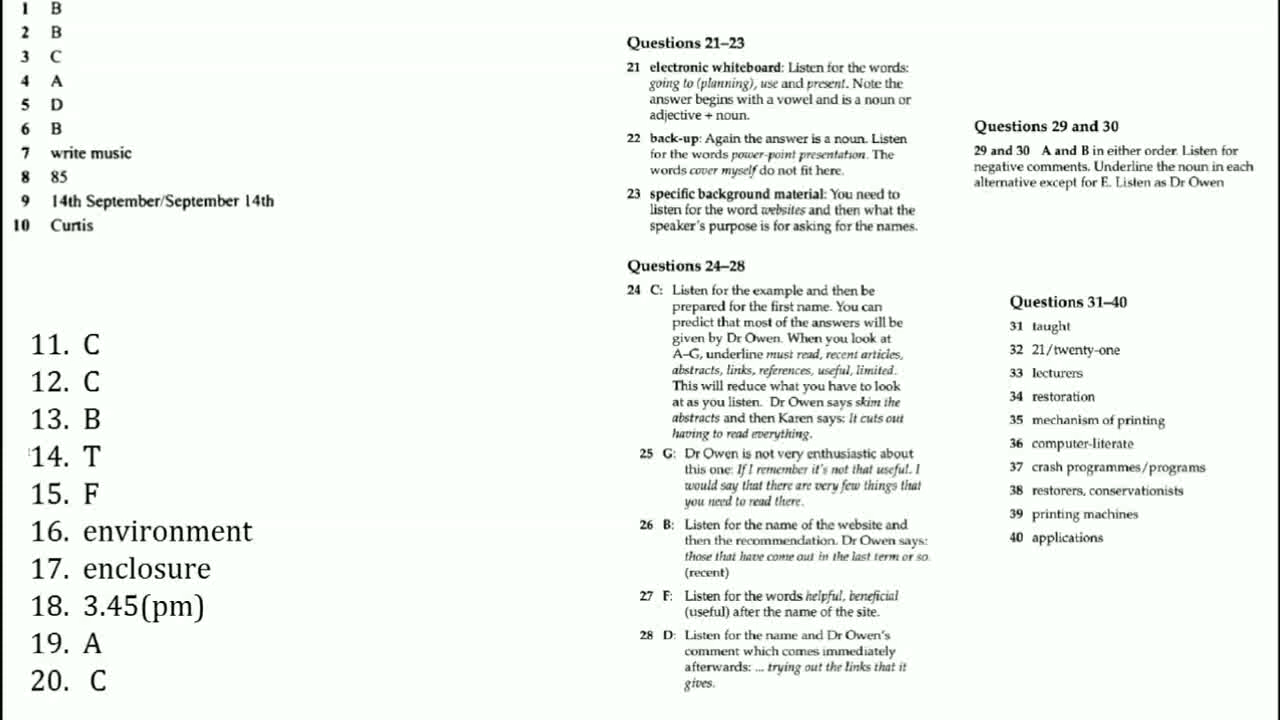 1 B
2 B
3 C
4 A
5 D
6 B
7 write music
8 85
9 14th September/September 14th
10 Curtis
11. C
12. C
13. B
14. T
15. F
16. environment
17. enclosure
18. 3.45(pm)
19. A
20. C
Questions 21–23
21 electronic whiteboard: Listen for the words:
going to (planning), use and present. Note the
answer begins with a vowel and is a noun or
adjective + noun.
22 back-up: Again the answer is a noun. Listen
for the words power-point presentation. The
words cover myself do not fit here.
23 specific background material: You need to
listen for the word websites and then what the
speaker's purpose is for asking for the names.
Questions 24–28
24 C: Listen for the example and then be
prepared for the first name. You can
predict that most of the answers will be
given by Dr Owen. When you look at
A–G, underline must read, recent articles,
abstracts, links, references, useful, limited.
This will reduce what you have to look
at as you listen. Dr Owen says skim the
abstracts and then Karen says: It cuts out
having to read everything.
25 G: Dr Owen is not very enthusiastic about
this one: If I remember it's not that useful. I
would say that there are very few things that
you need to read there.
26 B: Listen for the name of the website and
then the recommendation. Dr Owen says:
those that have come out in the last term or so.
(recent)
27 F: Listen for the words helpful, beneficial
(useful) after the name of the site.
28 D: Listen for the name and Dr Owen's
comment which comes immediately
afterwards: ... trying out the links that it
gives.
Questions 29 and 30
29 and 30 A and B in either order. Listen for
negative comments. Underline the noun in each
alternative except for E. Listen as Dr Owen
Questions 31–40
31 taught
32 21/twenty-one
33 lecturers
34 restoration
35 mechanism of printing
36 computer-literate
37 crash programmes/programs
38 restorers, conservationists
39 printing machines
40 applications